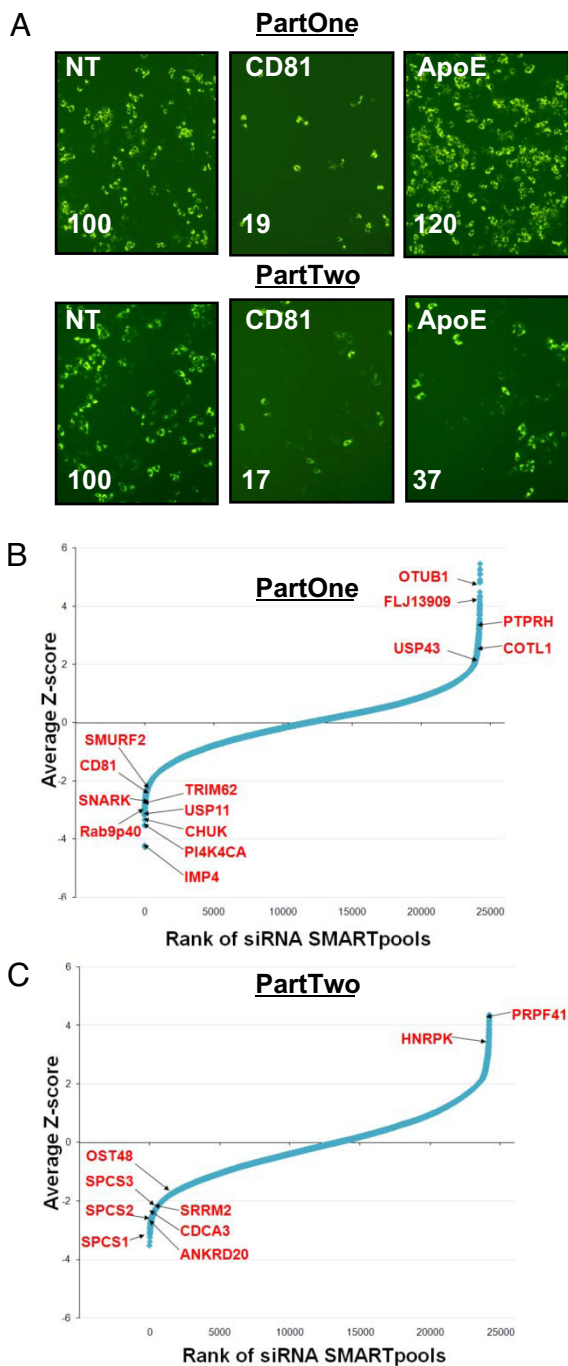 A
PartOne
NT
CD81
ApoE
100
19
120
PartTwo
NT
CD81
ApoE
100
17
37
B
PartOne
6
4
2
0
-2
-4
-6
Average Z-score
OTUB1
FLJ13909
PTPRH
USP43
COTL1
SMURF2
CD81
TRIM62
SNARK
USP11
Rab9p40
CHUK
PI4K4CA
IMP4
0 5000 10000 15000 20000 25000
Rank of siRNA SMARTpools
C
PartTwo
6
4
2
0
-2
-4
-6
Average Z-score
PRPF41
HNRPK
OST48
SPCS3
SRRM2
SPCS2
CDCA3
SPCS1
ANKRD20
0 5000 10000 15000 20000 25000
Rank of siRNA SMARTpools